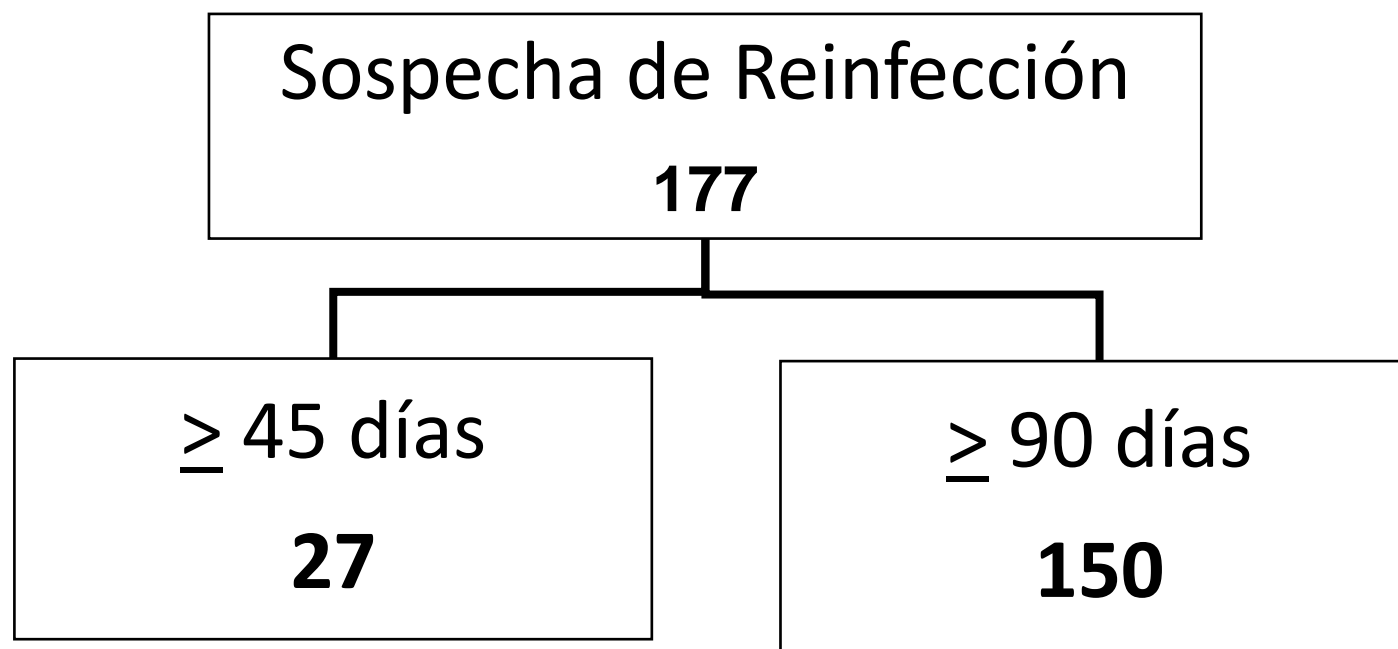 Sospecha de Reinfección
177
≥ 45 días
27
≥ 90 días
150